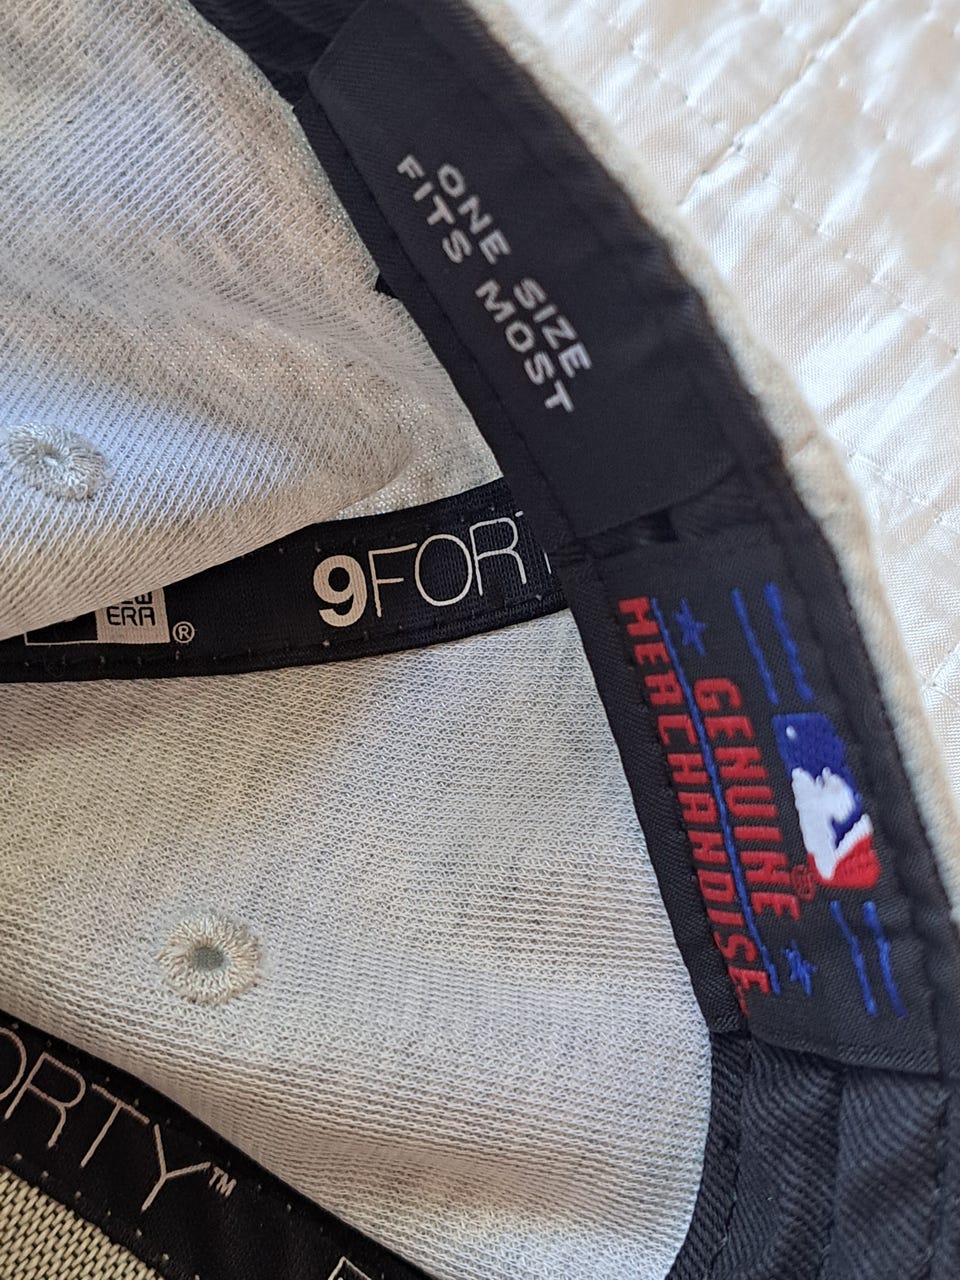 ONE SIZE
FITS MOST
9FORT
ERA
®
GENUINE
MERCHANDISE
ORTY™